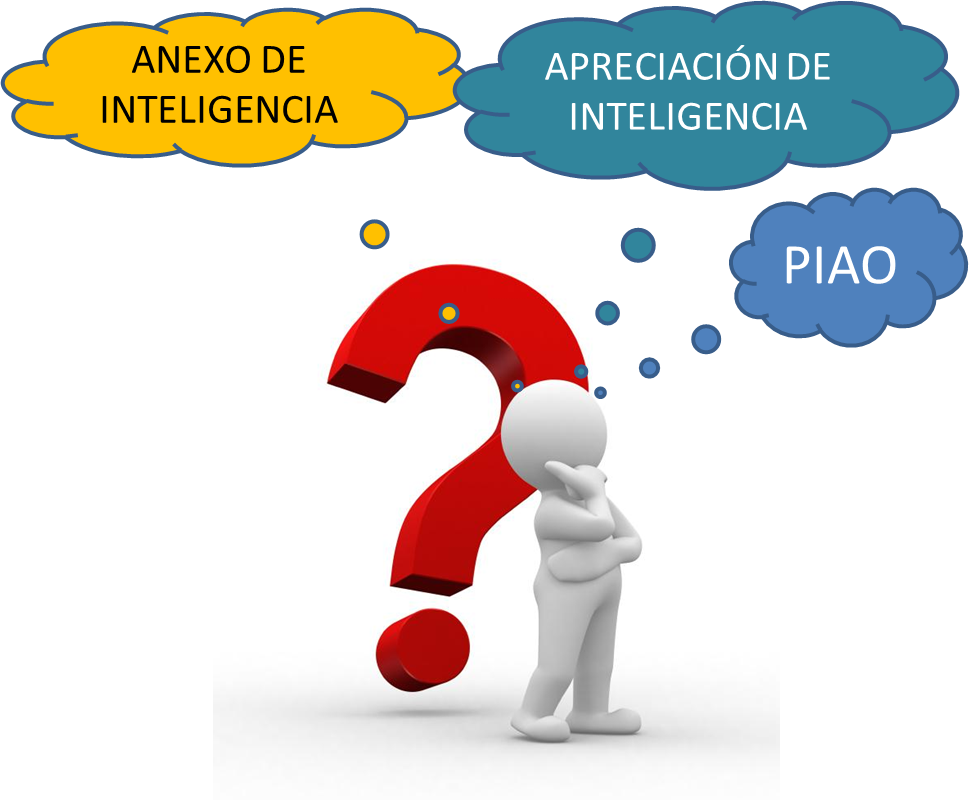 ANEXO DE
INTELIGENCIA
APRECIACIÓN DE
INTELIGENCIA
PIAO